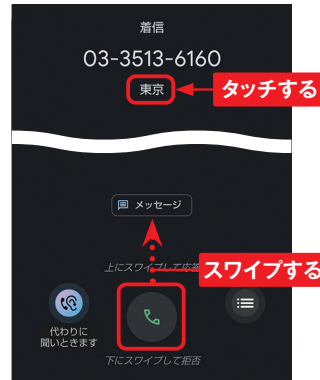 着信
03-3513-6160
東京
タッチする
メッセージ
上にスワイプして応答
スワイプする
代わりに
聞いときます
下にスワイプして拒否